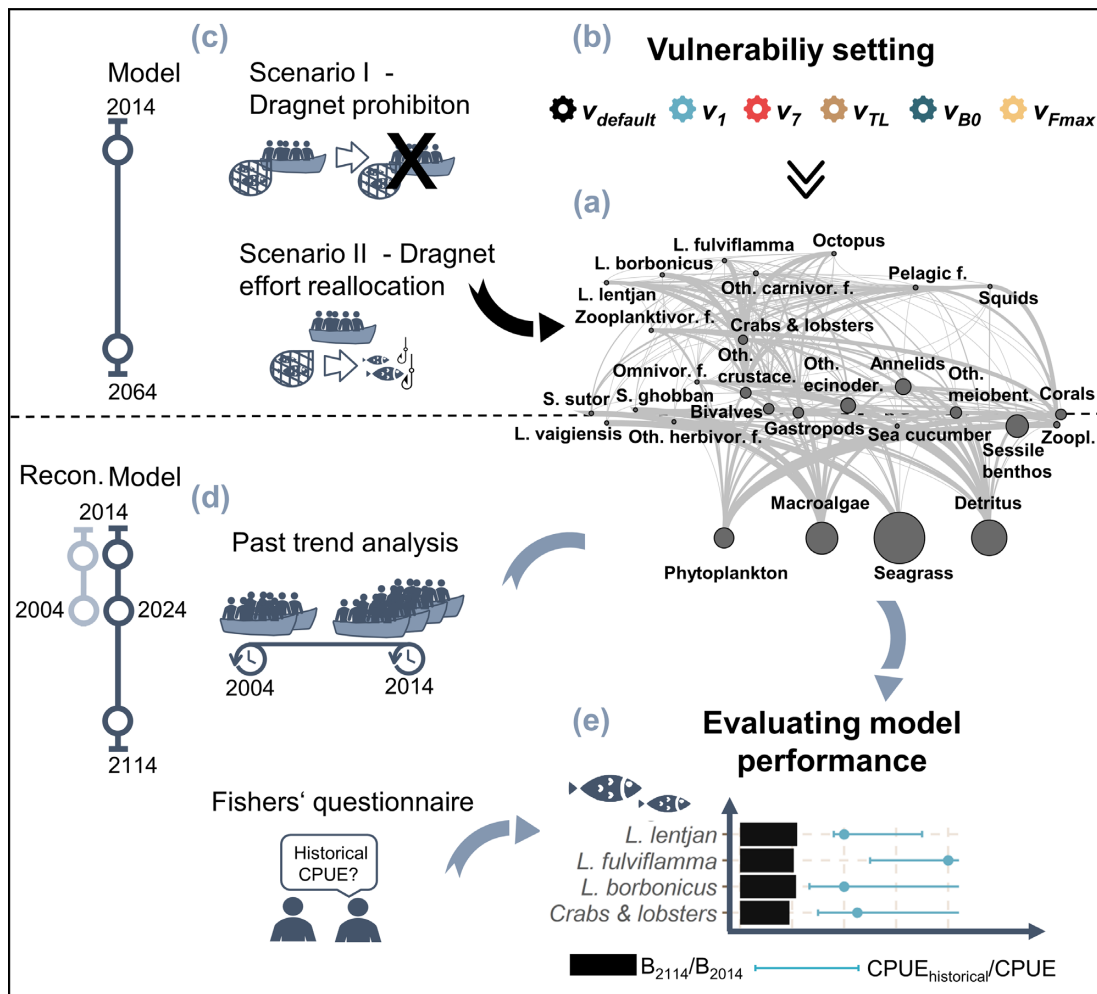 (c)
Model
2014
2064
Scenario I -
Dragnet prohibiton
X
Scenario II - Dragnet
effort reallocation
(b)
Vulnerabiliy setting
v_default v_1 v_7 v_TL v_B0 v_Fmax
(a)
L. fulviflamma
Octopus
L. borbonicus
Pelagic f.
L. lentjan
Oth. carnivor. f.
Squids
Zooplanktivor. f.
Crabs & lobsters
Omnivor. f.
Oth.
crustace.
Oth.
ecinoder.
Annelids
Oth.
meiobent.
Corals
S. sutor
S. ghobban
Bivalves
Gastropods
L. vaigiensis
Oth. herbivor. f.
Sea cucumber
Zoopl.
Sessile
benthos
Macroalgae
Detritus
Phytoplankton
Seagrass
Recon. Model
2014
2004
2024
2114
(d)
Past trend analysis
2004
2014
Fishers‘ questionnaire
Historical
CPUE?
(e)
Evaluating model
performance
L. lentjan
L. fulviflamma
L. borbonicus
Crabs & lobsters
B2114/B2014
CPUEhistorical/CPUE